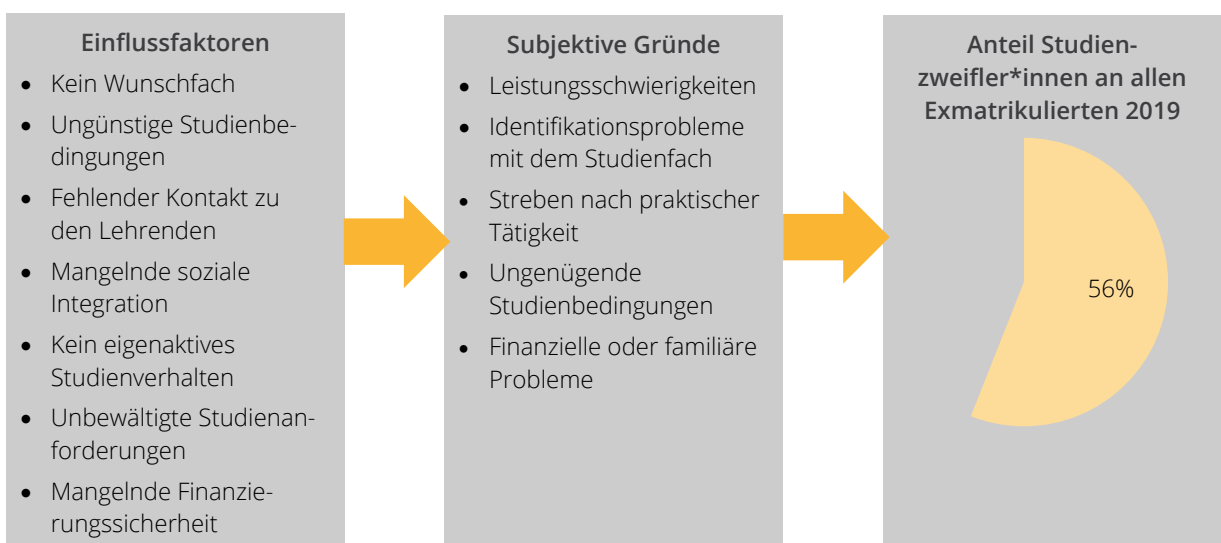 Einflussfaktoren
• Kein Wunschfach
• Ungünstige Studienbe-
dingungen
• Fehlender Kontakt zu
den Lehrenden
• Mangelnde soziale
Integration
• Kein eigenaktives
Studienverhalten
• Unbewältigte Studienan-
forderungen
• Mangelnde Finanzie-
rungssicherheit
Subjektive Gründe
• Leistungsschwierigkeiten
• Identifikationsprobleme
mit dem Studienfach
• Streben nach praktischer
Tätigkeit
• Ungenügende
Studienbedingungen
• Finanzielle oder familiäre
Probleme
Anteil Studien-
zweifler*innen an allen
Exmatrikulierten 2019
56%